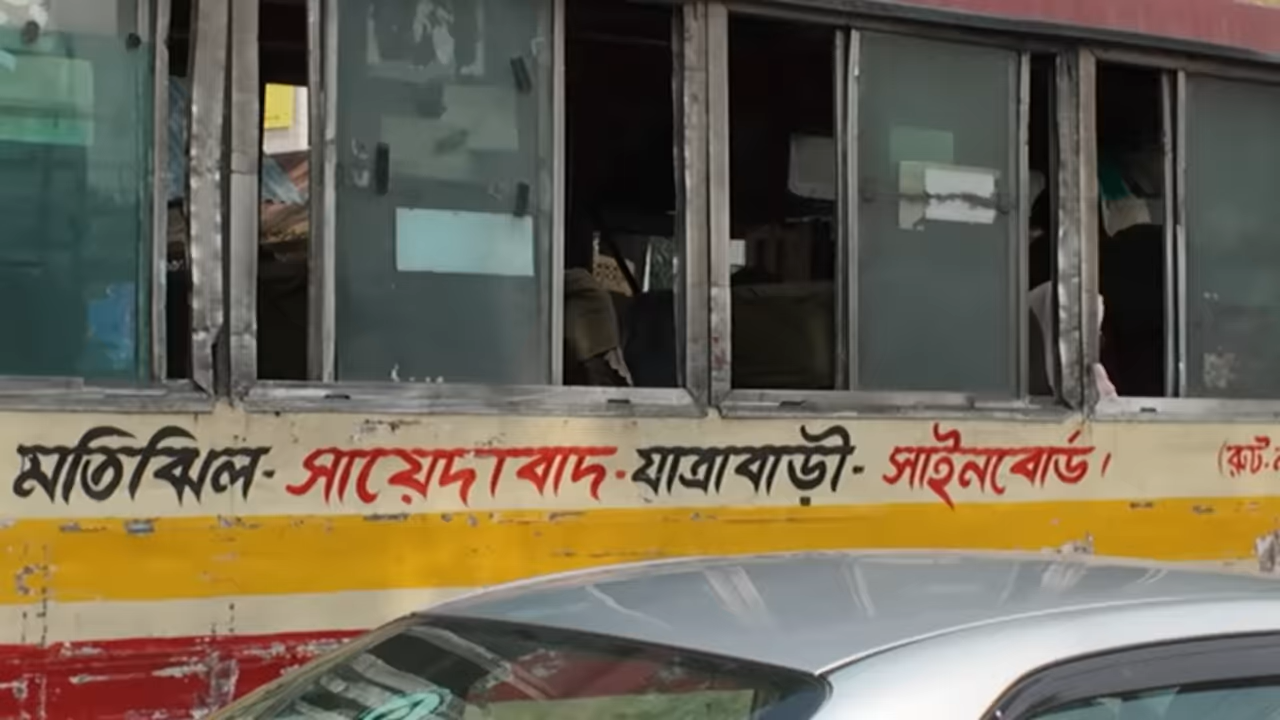 মতিঝিল-সায়েদাবাদ-যাত্রাবাড়ী- সাইনবোর্ড। (রুট-